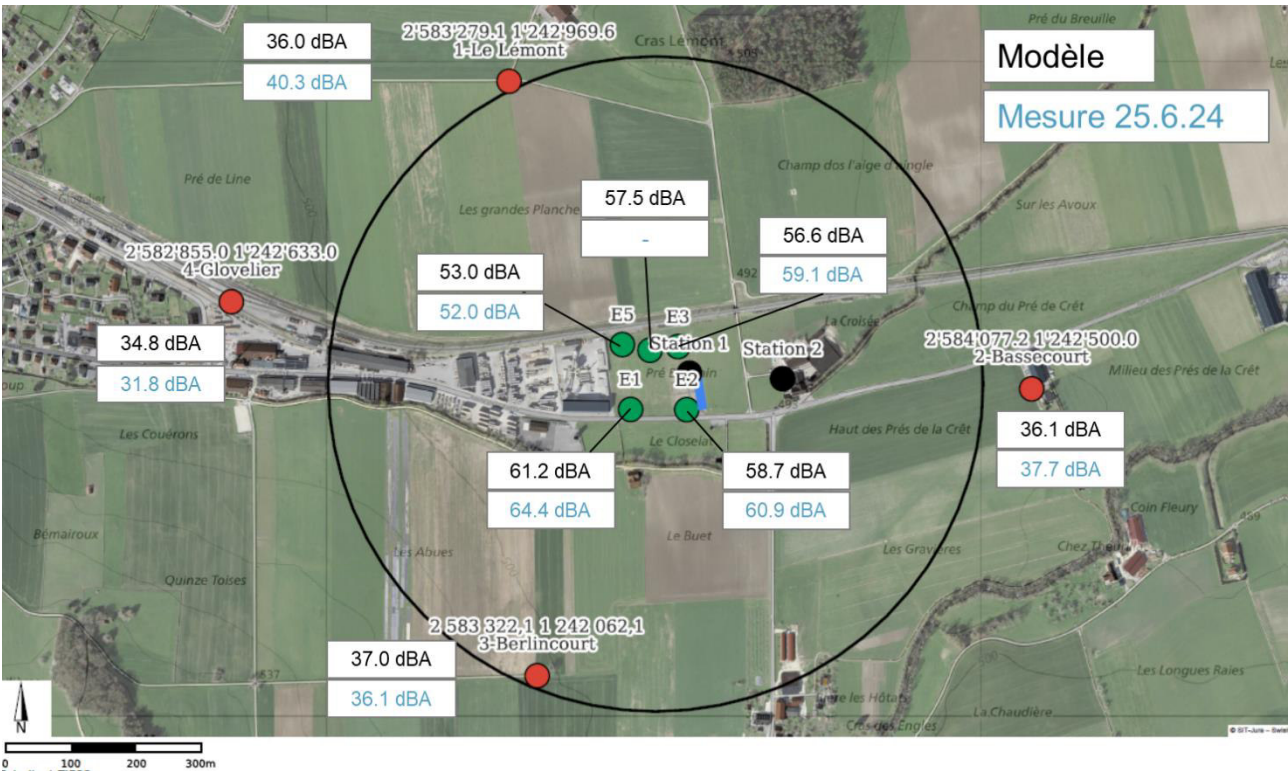 2'583'279.1 1'242'969.6
1-Le Lémont
Cras Lémont
Pré du Breuille
36.0 dBA
40.3 dBA
Modèle
Mesure 25.6.24
Pré de Line
Les grandes Planche
57.5 dBA
-
Champ dos l'aige d'aingle
Sur les Avoux
56.6 dBA
59.1 dBA
2'582'855.0 1'242'633.0
4-Glovelier
53.0 dBA
52.0 dBA
492
Champ du Pré de Crêt
E5
E3
Station 1
Station 2
La Croisée
2'584'077.2 1'242'500.0
2-Bassecourt
34.8 dBA
31.8 dBA
E1
E2
Milieu des Prés de la Crêt
Les Couérons
Le Closelat
Haut des Prés de la Crêt
36.1 dBA
37.7 dBA
61.2 dBA
64.4 dBA
58.7 dBA
60.9 dBA
Coin Fleury
489
Bémairoux
Les Abues
Le Buet
Les Gravières
Quinze Toises
2 583 322,1 1 242 062,1
3-Berlincourt
37.0 dBA
36.1 dBA
537
Les Longues Raies
La Chaudière
Cras des Engles
N
0 100 200 300m